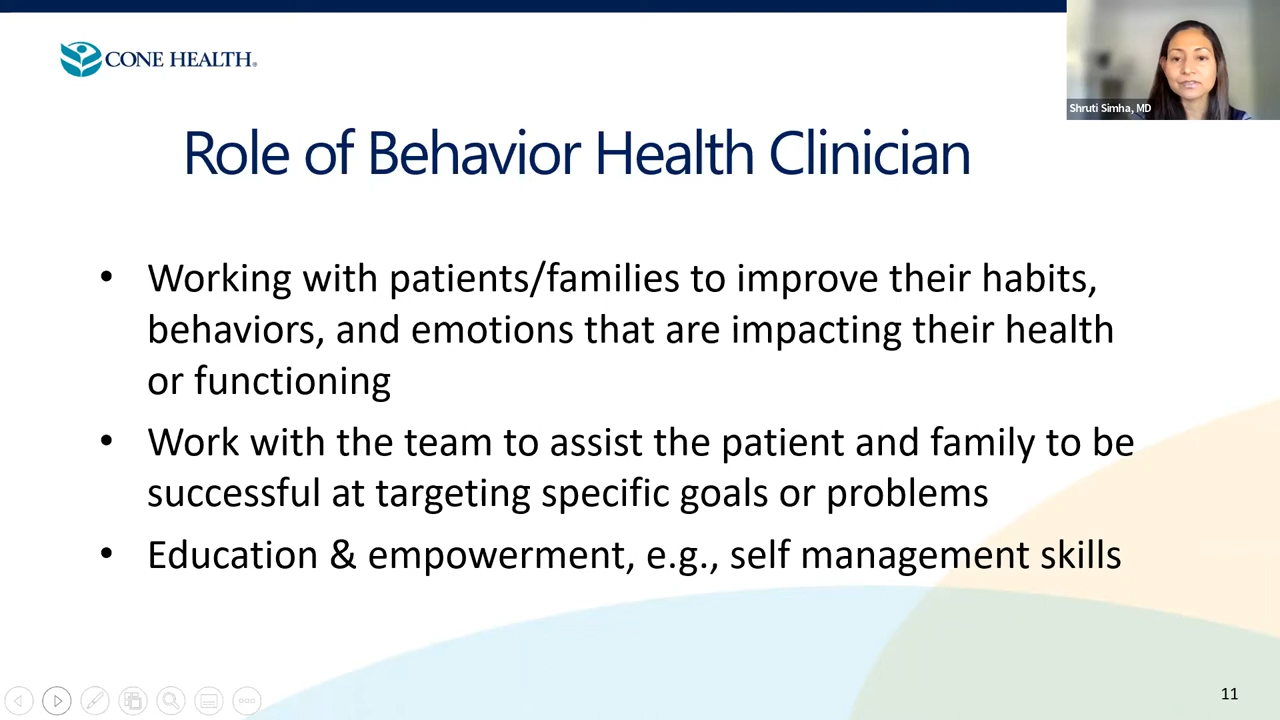 CONE HEALTH®
Shruti Simha, MD
Role of Behavior Health Clinician
• Working with patients/families to improve their habits,
behaviors, and emotions that are impacting their health
or functioning
• Work with the team to assist the patient and family to be
successful at targeting specific goals or problems
• Education & empowerment, e.g., self management skills
11